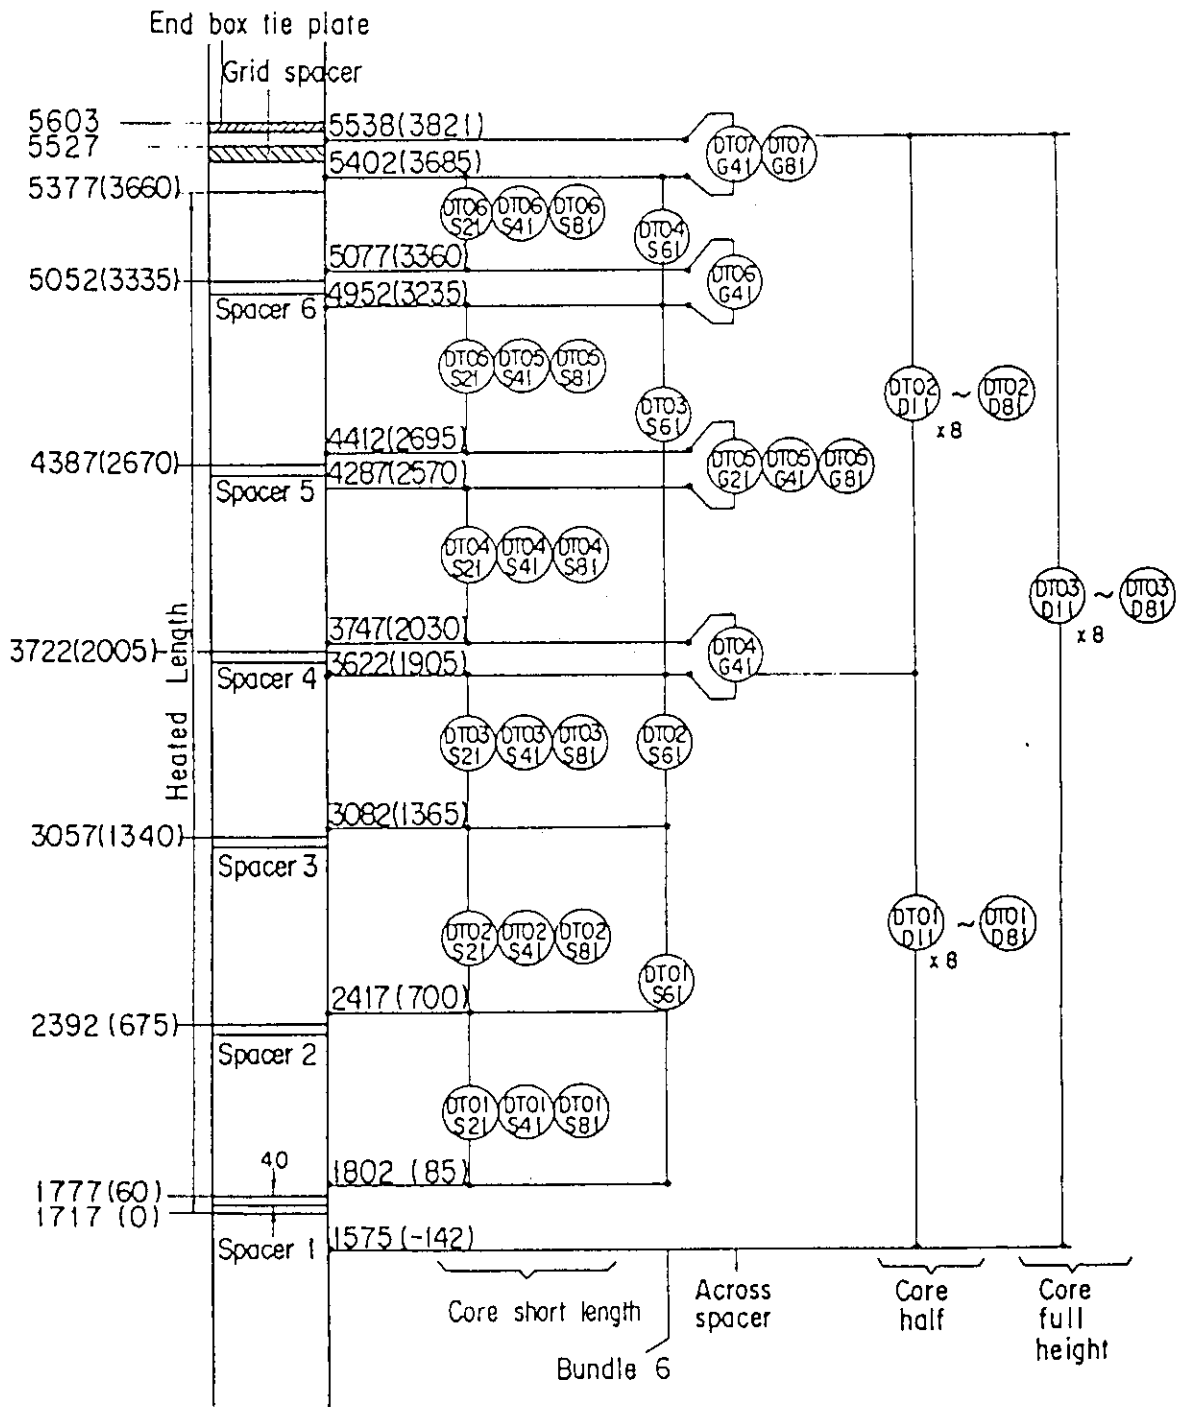 End box tie plate
Grid spacer
5603
5527
5538(3821)
5402(3685)
5377(3660)
DT07 G41
DT07 G81
DT06 S21
DT06 S41
DT06 S81
DT04 S61
5077(3360)
5052(3335)
4952(3235)
Spacer 6
DT06 G41
DT06 S21
DT05 S41
DT05 S81
DT03 S61
DT02 D11
~
DT02 D81
x8
4412(2695)
4387(2670)
4287(2570)
Spacer 5
DT05 G21
DT05 G41
DT05 G81
DT04 S21
DT04 S41
DT04 S81
DT03 D11
~
DT03 D81
x8
3747(2030)
3722(2005)
3622(1905)
Spacer 4
DT04 G41
Heated Length
DT03 S21
DT03 S41
DT03 S81
DT02 S61
3082(1365)
3057(1340)
Spacer 3
DT02 S21
DT02 S41
DT02 S81
DT01 S61
DT01 D11
~
DT01 D81
x8
2417(700)
2392(675)
Spacer 2
DT01 S21
DT01 S41
DT01 S81
40
1802 (85)
1777(60)
1717 (0)
Spacer 1
1575(-142)
Core short length
Bundle 6
Across
spacer
Core
half
Core
full
height